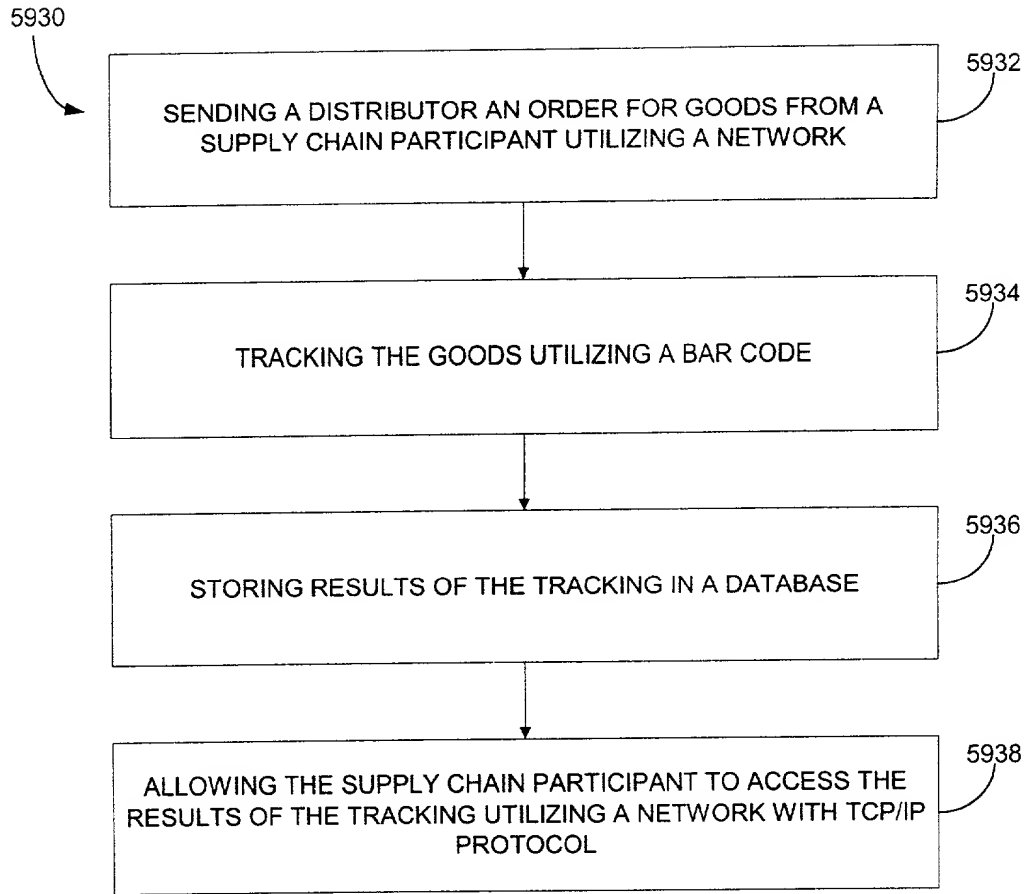 5930
5932
SENDING A DISTRIBUTOR AN ORDER FOR GOODS FROM A
SUPPLY CHAIN PARTICIPANT UTILIZING A NETWORK
5934
TRACKING THE GOODS UTILIZING A BAR CODE
5936
STORING RESULTS OF THE TRACKING IN A DATABASE
5938
ALLOWING THE SUPPLY CHAIN PARTICIPANT TO ACCESS THE
RESULTS OF THE TRACKING UTILIZING A NETWORK WITH TCP/IP
PROTOCOL